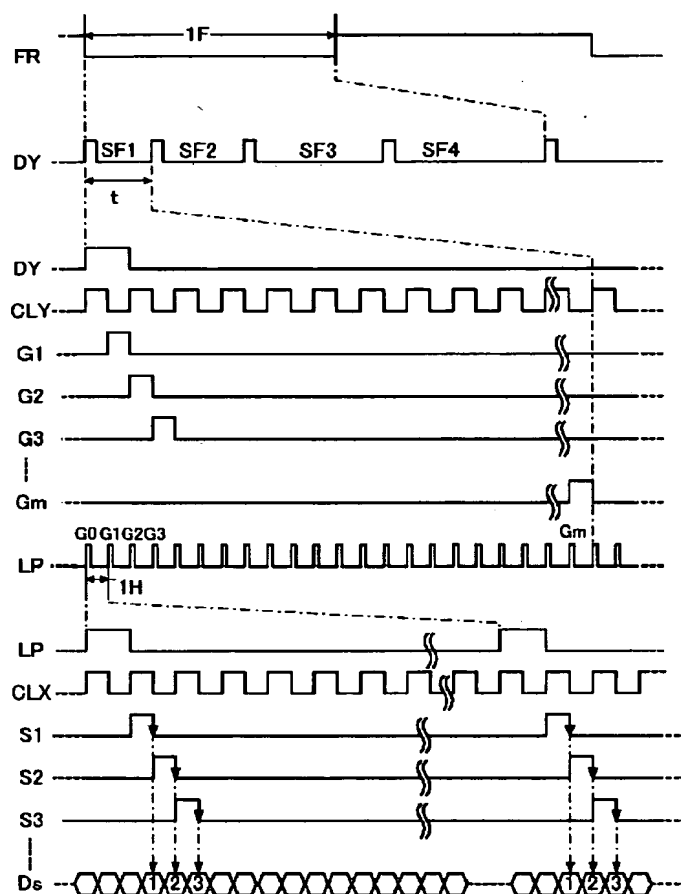 1F
FR
SF1 SF2 SF3 SF4
DY
t
DY
CLY
G1
G2
G3
Gm
G0 G1 G2 G3 Gm
LP
1H
LP
CLX
S1
S2
S3
Ds 1 2 3 1 2 3